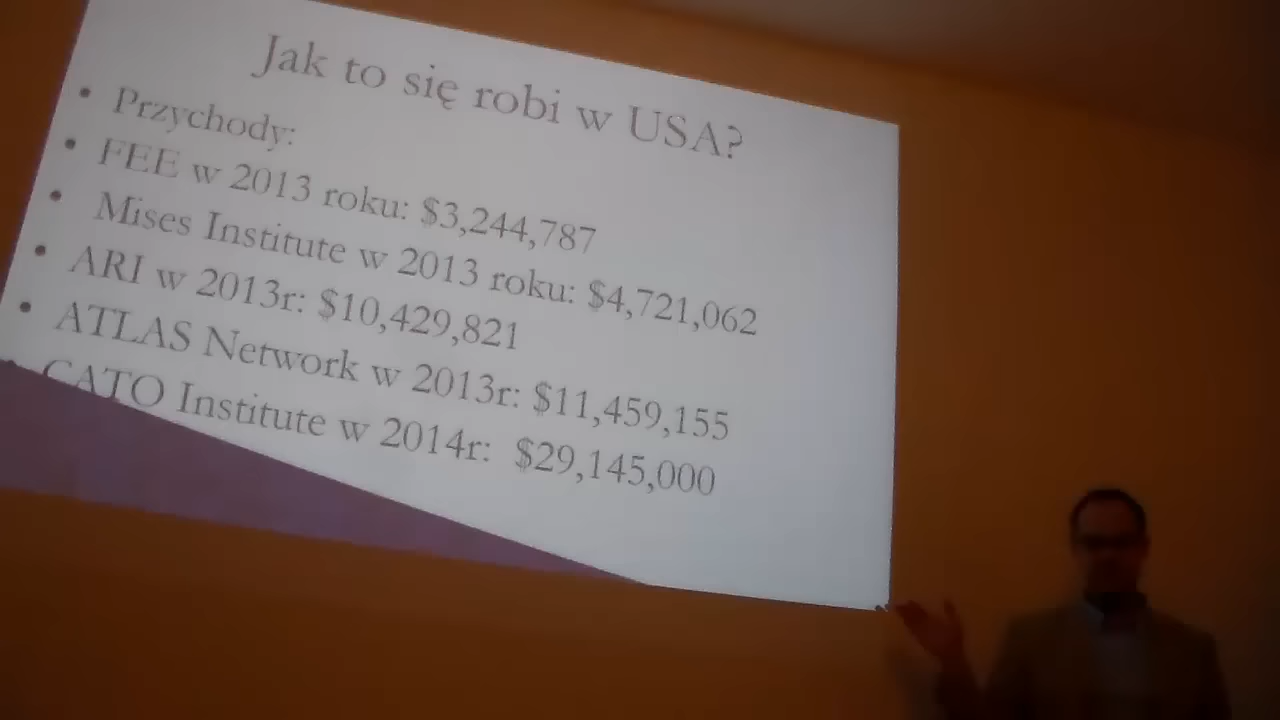 Jak to się robi w USA?
• Przychody:
• FEE w 2013 roku: $3,244,787
• Mises Institute w 2013 roku: $4,721,062
• ARI w 2013r: $10,429,821
• ATLAS Network w 2013r: $11,459,155
• CATO Institute w 2014r: $29,145,000